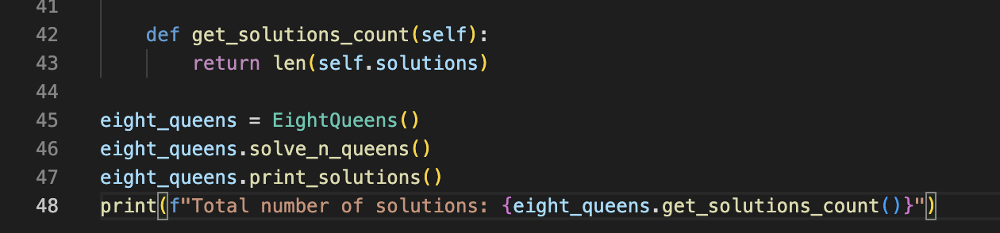 41
42 def get_solutions_count(self):
43 return len(self.solutions)
44
45 eight_queens = EightQueens()
46 eight_queens.solve_n_queens()
47 eight_queens.print_solutions()
48 print(f"Total number of solutions: {eight_queens.get_solutions_count()}")